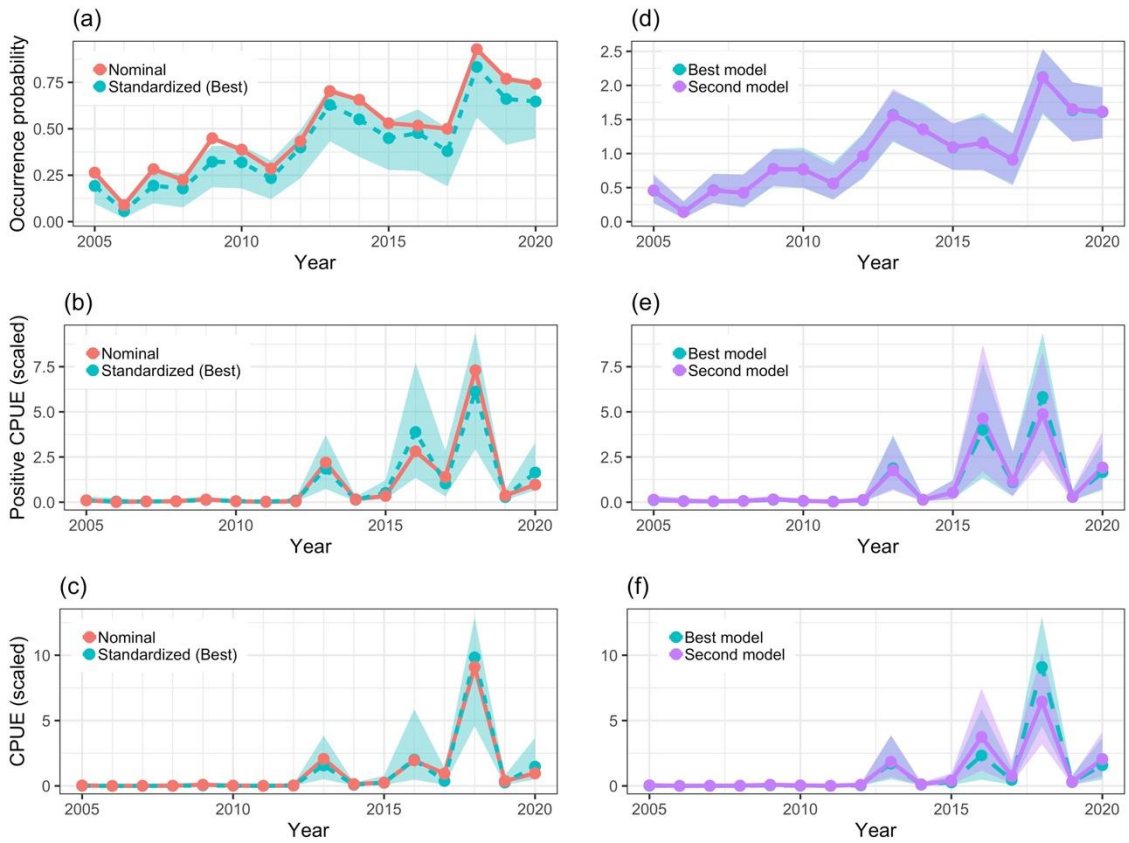 (a)
Occurrence probability
0.75
0.50
0.25
0.00
Nominal
Standardized (Best)
2005 2010 2015 2020
Year
(d)
2.5
2.0
1.5
1.0
0.5
0.0
Best model
Second model
2005 2010 2015 2020
Year
(b)
Positive CPUE (scaled)
7.5
5.0
2.5
0.0
Nominal
Standardized (Best)
2005 2010 2015 2020
Year
(e)
7.5
5.0
2.5
0.0
Best model
Second model
2005 2010 2015 2020
Year
(c)
CPUE (scaled)
10
5
0
Nominal
Standardized (Best)
2005 2010 2015 2020
Year
(f)
10
5
0
Best model
Second model
2005 2010 2015 2020
Year